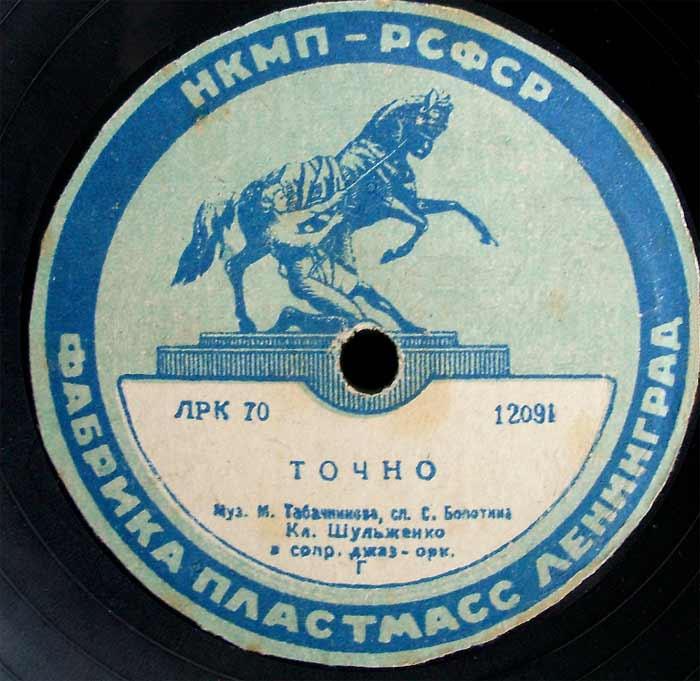 НКМП - РСФСР
ЛРК 70 12091
ТОЧНО
Муз. М. Табачникова, сл. С. Болотина
Кл. Шульженко
в сопр. джаз-орк.
Г
ФАБРИКА ПЛАСТМАСС ЛЕНИНГРАД